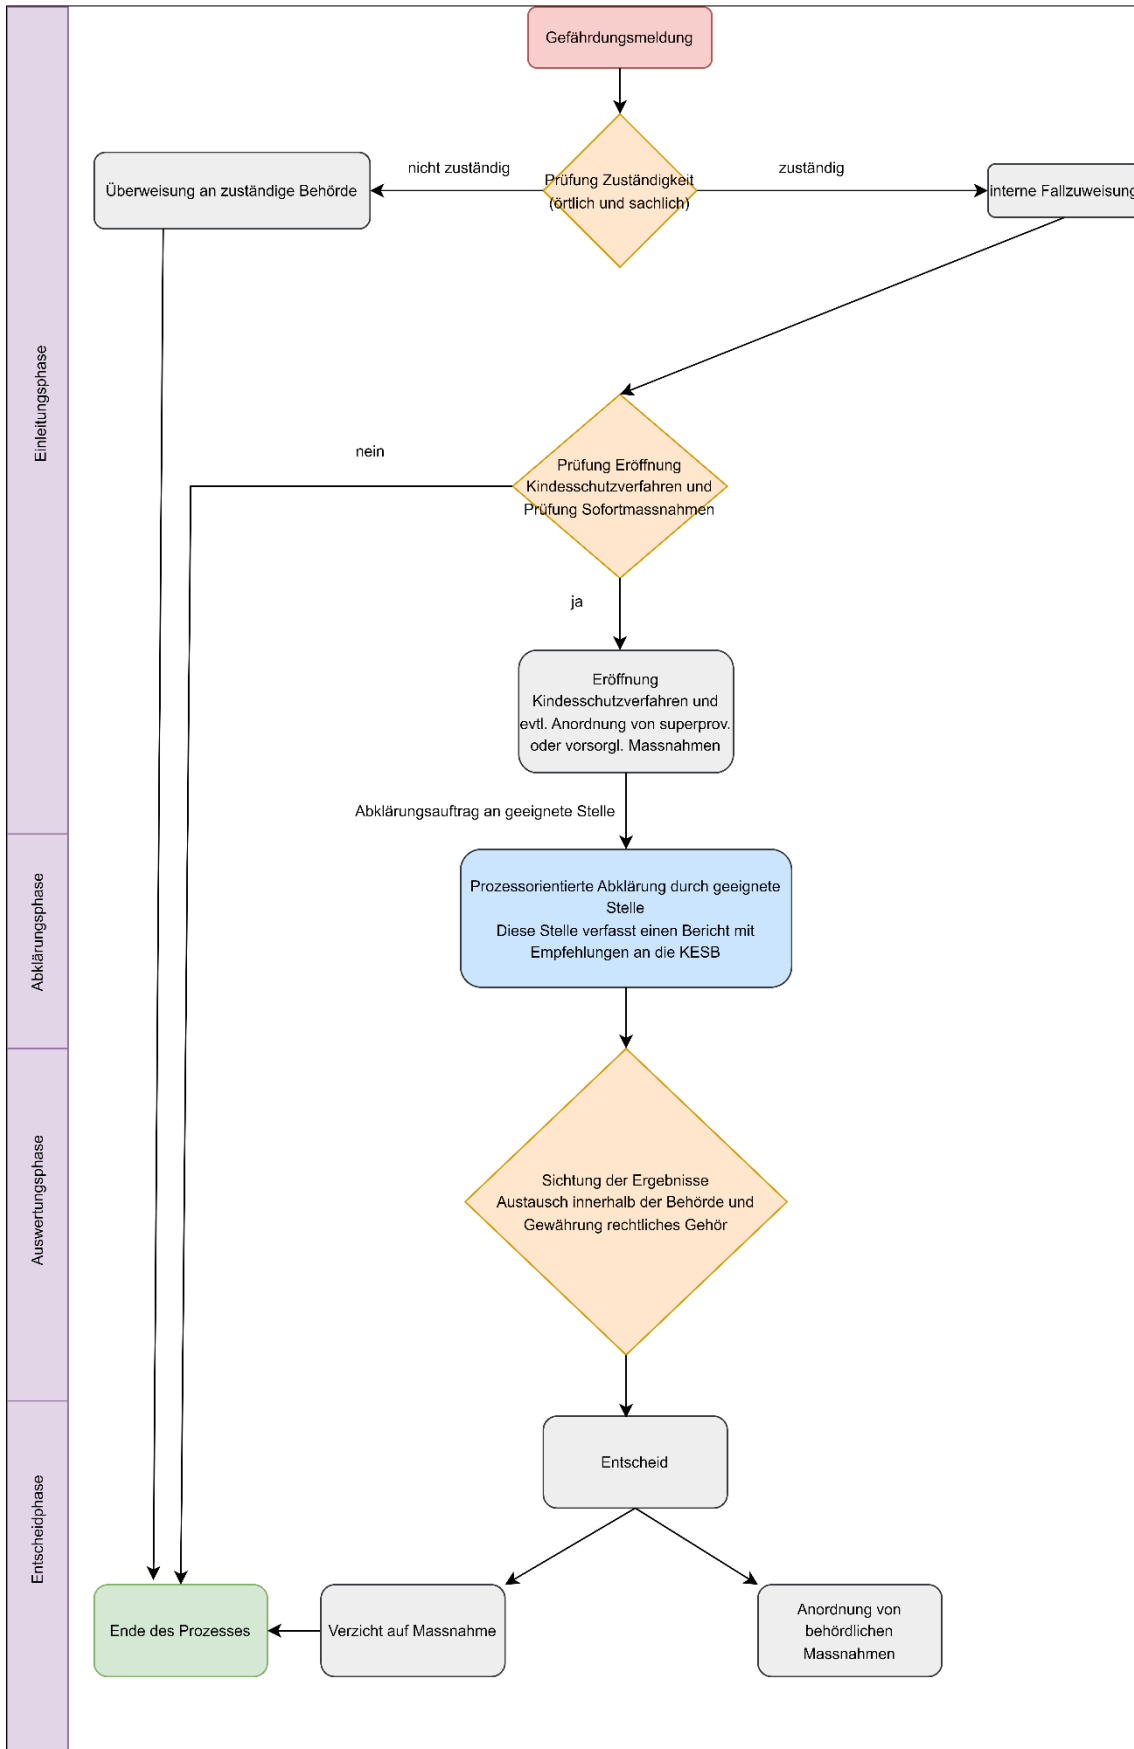 Gefährdungsmeldung
nicht zuständig
zuständig
Überweisung an zuständige Behörde
Prüfung Zuständigkeit
(örtlich und sachlich)
interne Fallzuweisung
Einleitungsphase
nein
Prüfung Eröffnung
Kindesschutzverfahren und
Prüfung Sofortmassnahmen
ja
Eröffnung
Kindesschutzverfahren und
evtl. Anordnung von superprov.
oder vorsorgl. Massnahmen
Abklärungsauftrag an geeignete Stelle
Abklärungsphase
Prozessorientierte Abklärung durch geeignete
Stelle
Diese Stelle verfasst einen Bericht mit
Empfehlungen an die KESB
Auswertungsphase
Sichtung der Ergebnisse
Austausch innerhalb der Behörde und
Gewährung rechtliches Gehör
Entscheidphase
Entscheid
Ende des Prozesses
Verzicht auf Massnahme
Anordnung von
behördlichen
Massnahmen